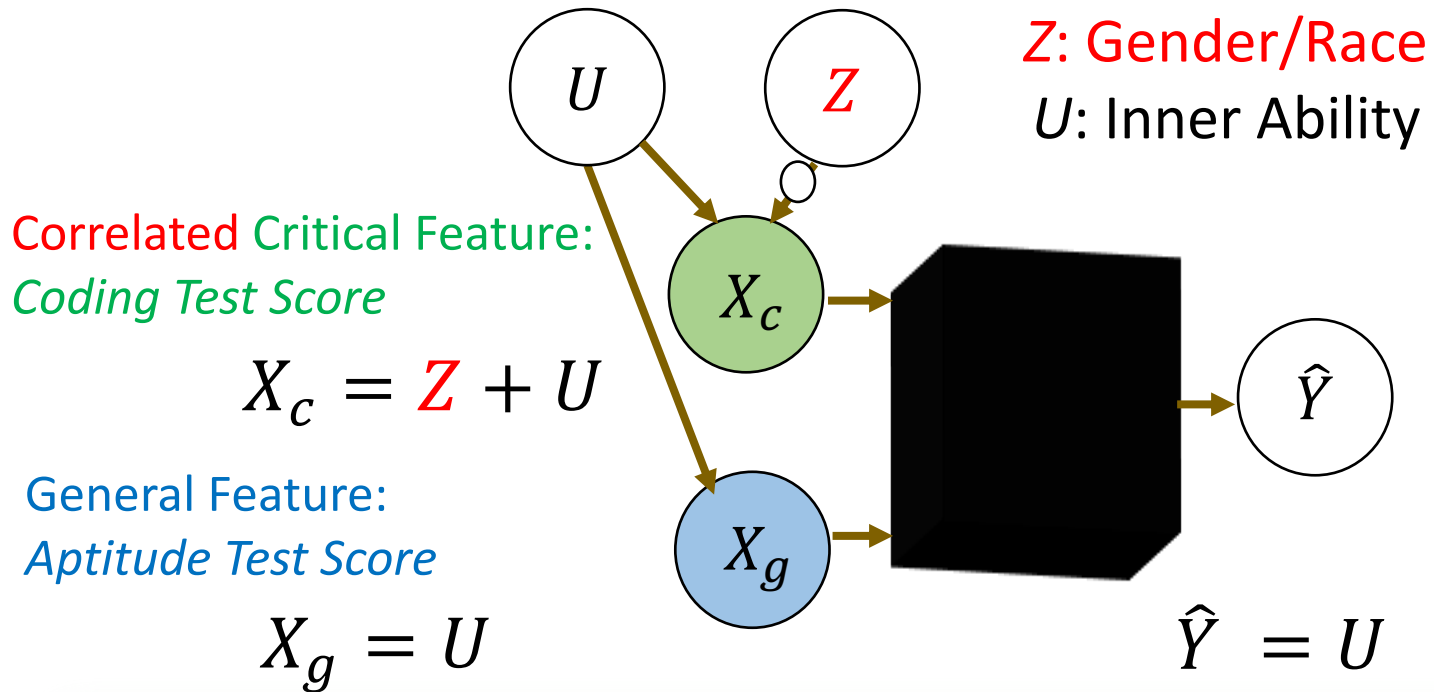 U
Z
Z: Gender/Race
U: Inner Ability
Correlated Critical Feature:
Coding Test Score
X_c
X_c = Z + U
Ŷ
General Feature:
Aptitude Test Score
X_g
X_g = U
Ŷ = U